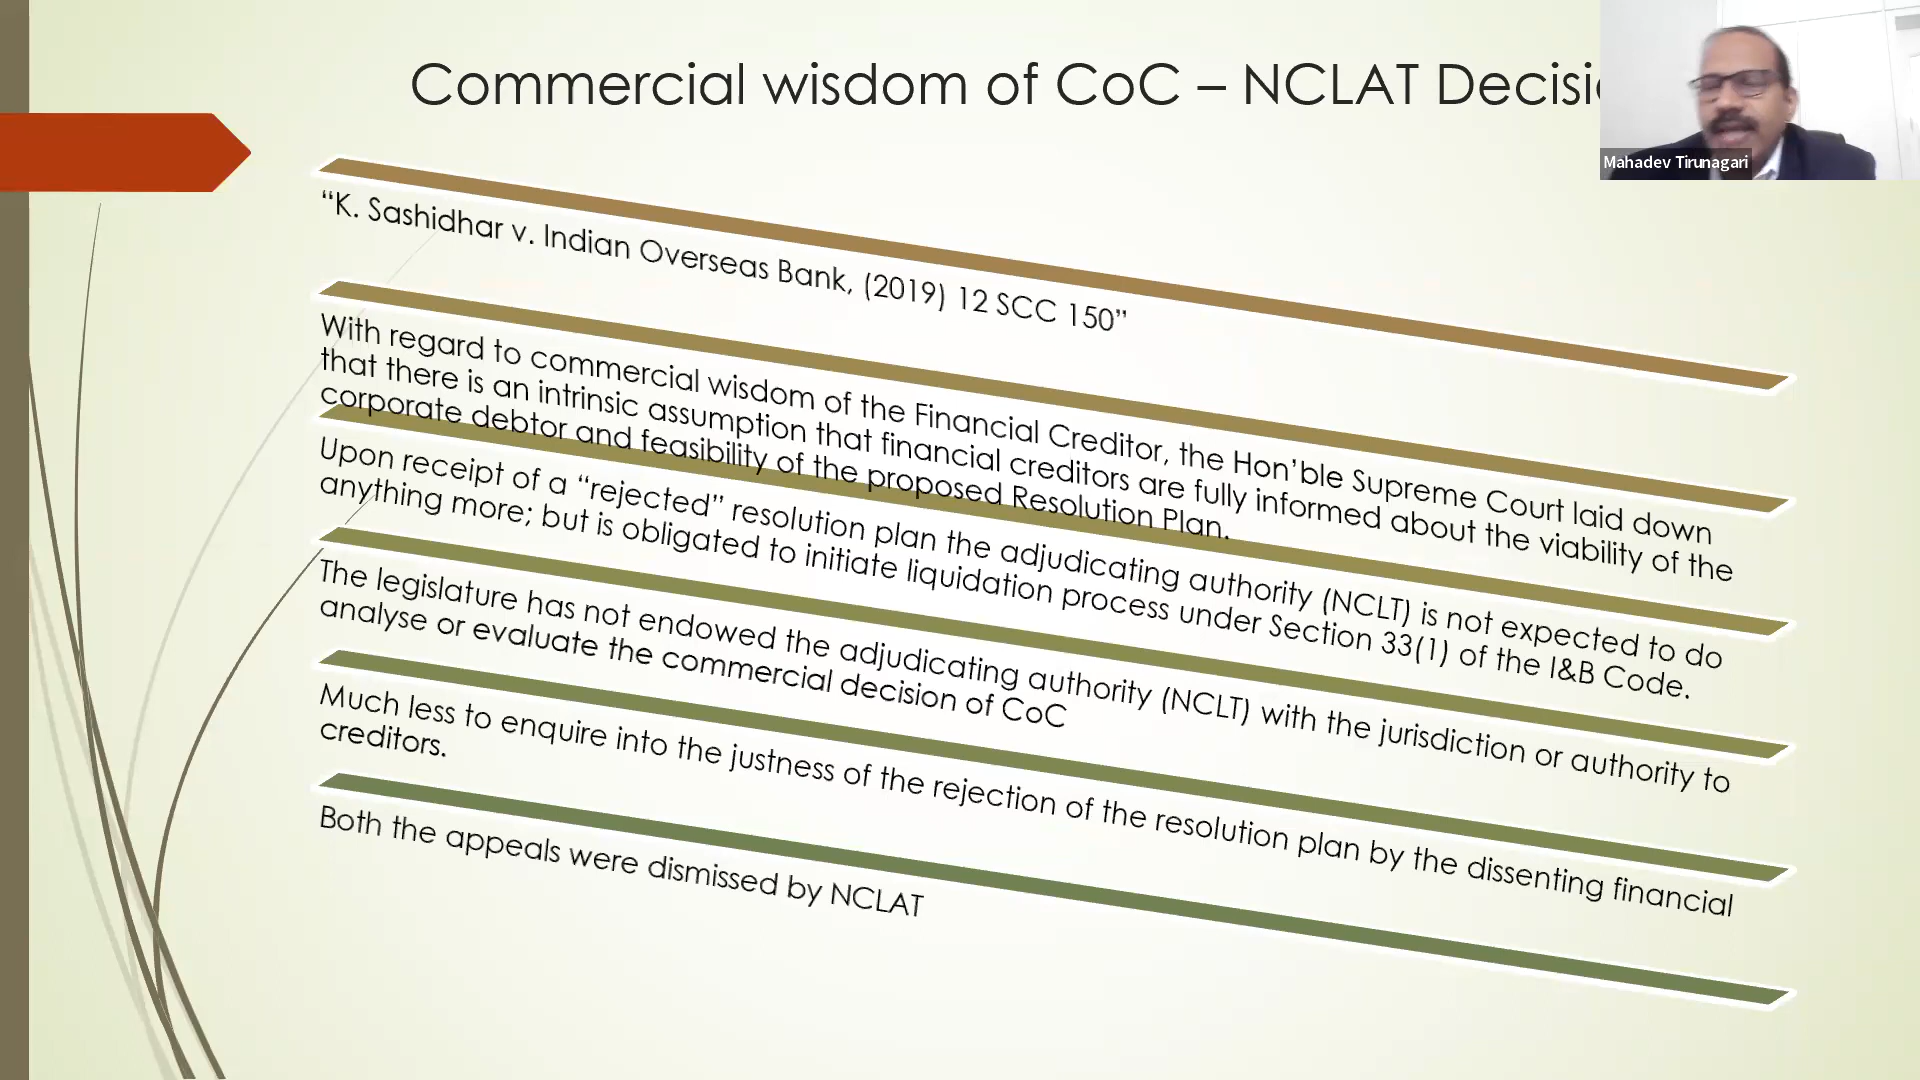 Commercial wisdom of CoC – NCLAT Decisi
Mahadev Tirunagari
“K. Sashidhar v. Indian Overseas Bank, (2019) 12 SCC 150”
With regard to commercial wisdom of the Financial Creditor, the Hon’ble Supreme Court laid down
that there is an intrinsic assumption that financial creditors are fully informed about the viability of the
corporate debtor and feasibility of the proposed Resolution Plan.
Upon receipt of a “rejected” resolution plan the adjudicating authority (NCLT) is not expected to do
anything more; but is obligated to initiate liquidation process under Section 33(1) of the I&B Code.
The legislature has not endowed the adjudicating authority (NCLT) with the jurisdiction or authority to
analyse or evaluate the commercial decision of CoC
Much less to enquire into the justness of the rejection of the resolution plan by the dissenting financial
creditors.
Both the appeals were dismissed by NCLAT